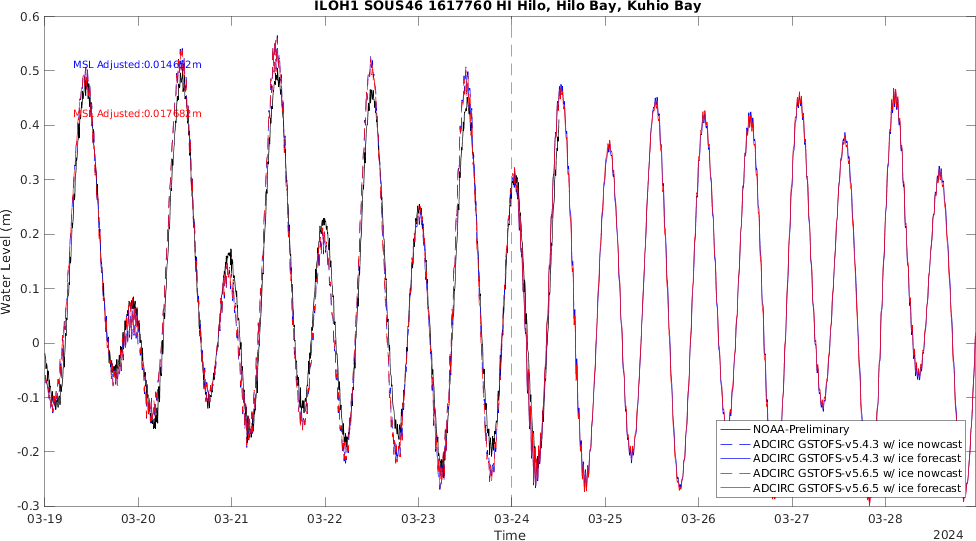 ILOH1 SOUS46 1617760 HI Hilo, Hilo Bay, Kuhio Bay
0.6
0.5
0.4
0.3
0.2
0.1
0
-0.1
-0.2
-0.3
Water Level (m)
MSL Adjusted:0.014632m
MSL Adjusted:0.017682m
NOAA-Preliminary
ADCIRC GSTOFS-v5.4.3 w/ ice nowcast
ADCIRC GSTOFS-v5.4.3 w/ ice forecast
ADCIRC GSTOFS-v5.6.5 w/ ice nowcast
ADCIRC GSTOFS-v5.6.5 w/ ice forecast
03-19 03-20 03-21 03-22 03-23 03-24 03-25 03-26 03-27 03-28
Time
2024